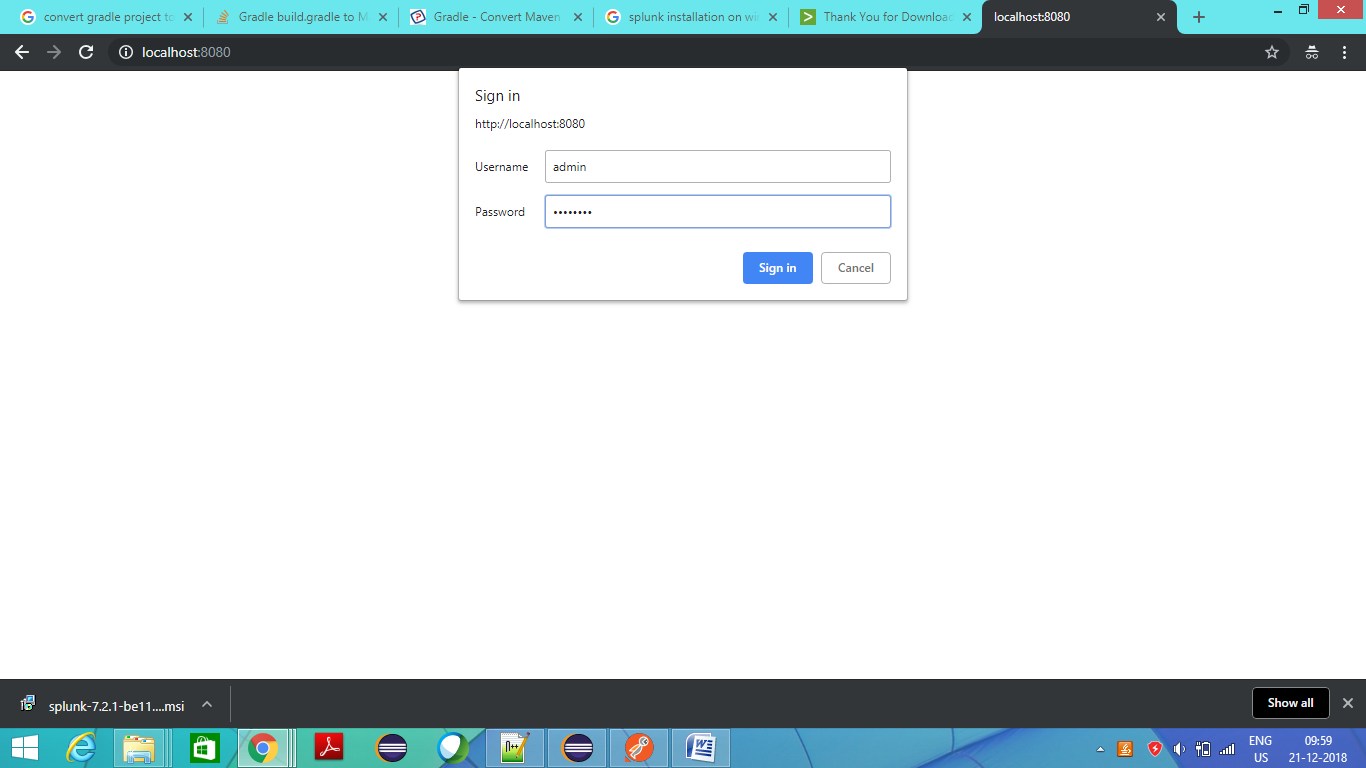 convert gradle project to
Gradle build.gradle to M
Gradle - Convert Maven
splunk installation on win
Thank You for Download
localhost:8080
localhost:8080
Sign in
http://localhost:8080
Username
admin
Password
••••••••
Sign in
Cancel
splunk-7.2.1-be11....msi
Show all
ENG
US
09:59
21-12-2018